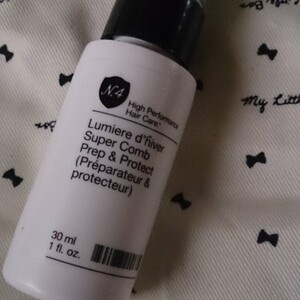 N4
High Performance
Hair Care.
Lumiere d'hiver
Super Comb
Prep & Protect
(Préparateur &
protecteur)
30 ml
1 fl. oz.
My Littl